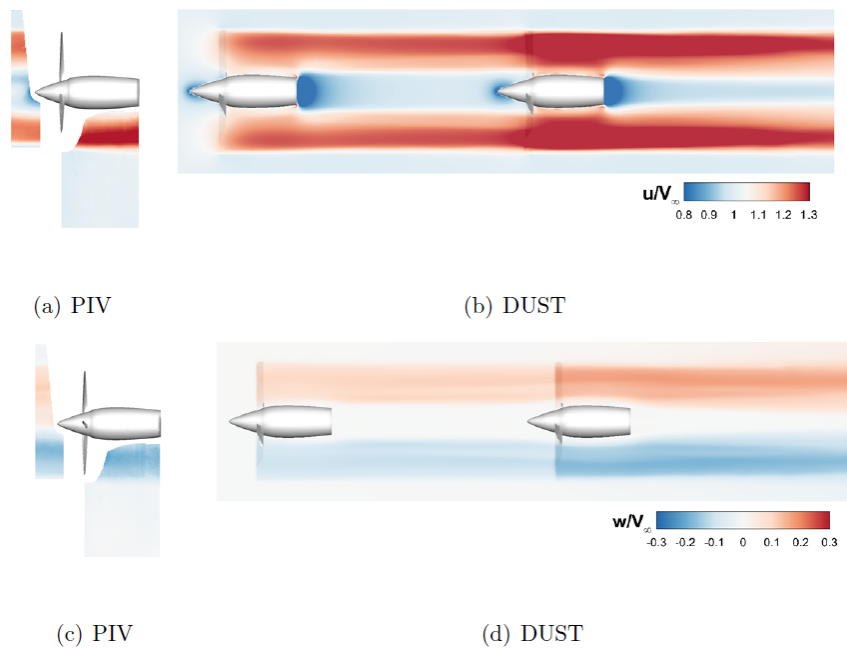 u/V∞
0.8 0.9 1 1.1 1.2 1.3
(a) PIV
(b) DUST
w/V∞
-0.3 -0.2 -0.1 0 0.1 0.2 0.3
(c) PIV
(d) DUST